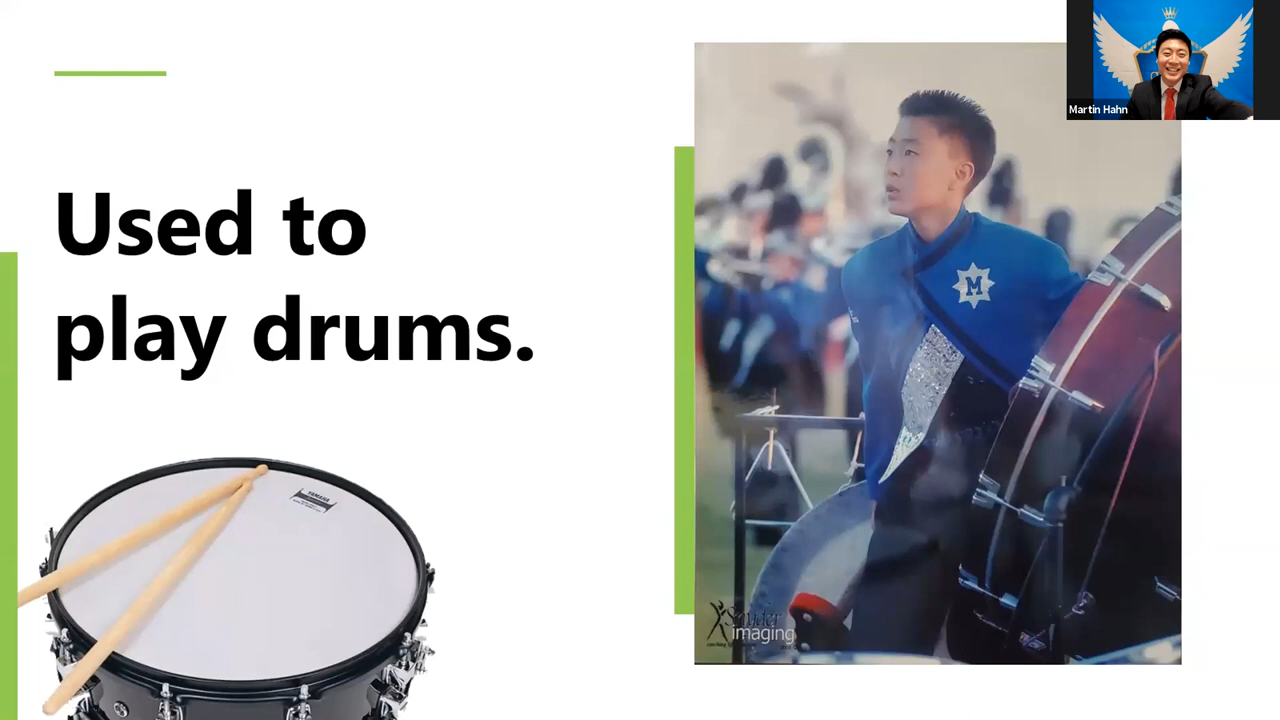 Used to
play drums.
Martin Hahn
M
YAMAHA
imaging